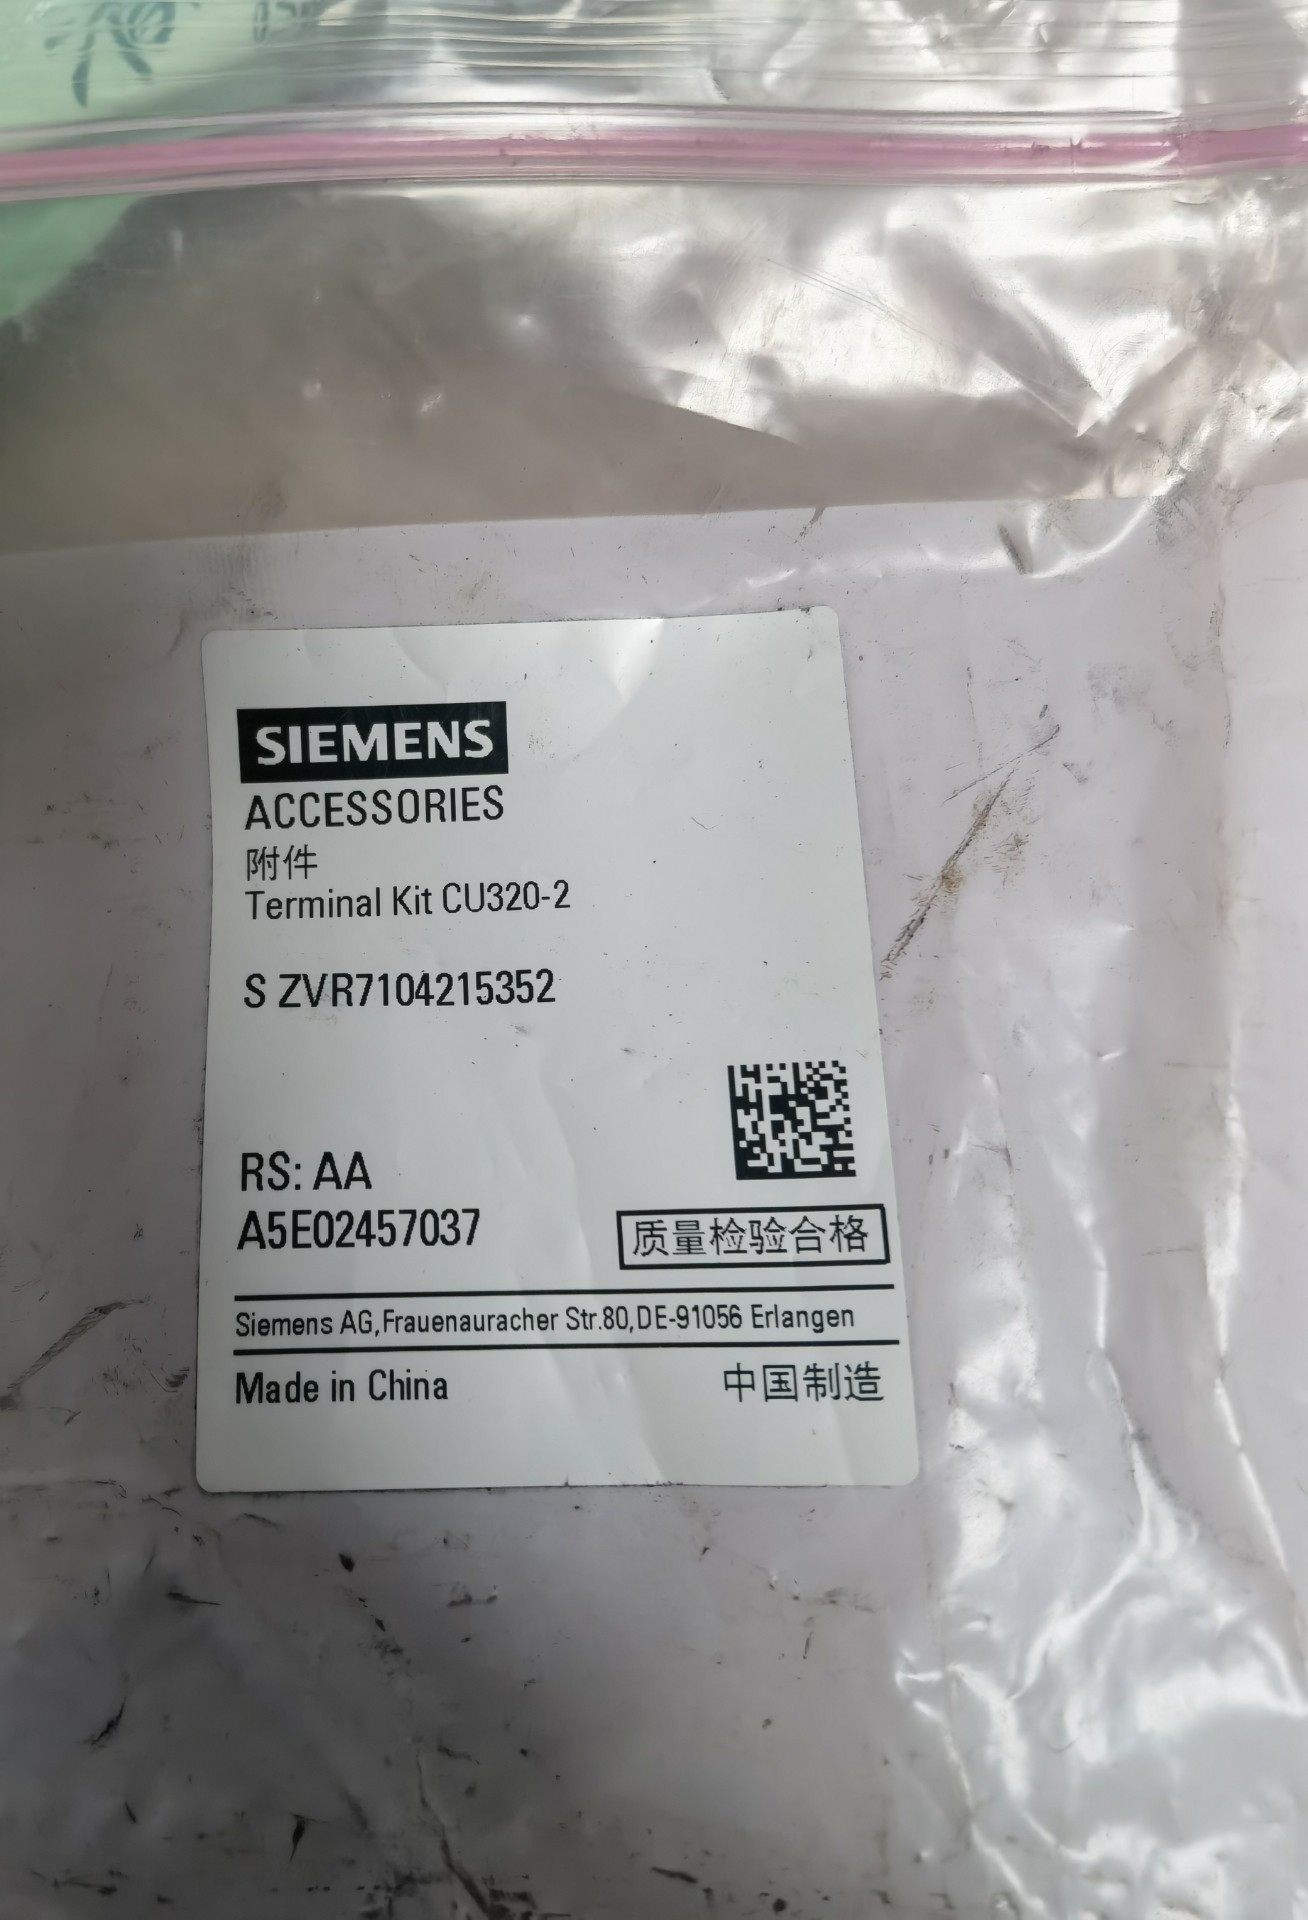 SIEMENS
ACCESSORIES
附件
Terminal Kit CU320-2
S ZVR7104215352
RS: AA
A5E02457037
质量检验合格
Siemens AG,Frauenauracher Str.80,DE-91056 Erlangen
Made in China
中国制造